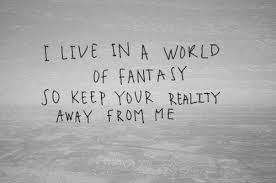 I LIVE IN A WORLD
OF FANTASY
SO KEEP YOUR REALITY
AWAY FROM ME